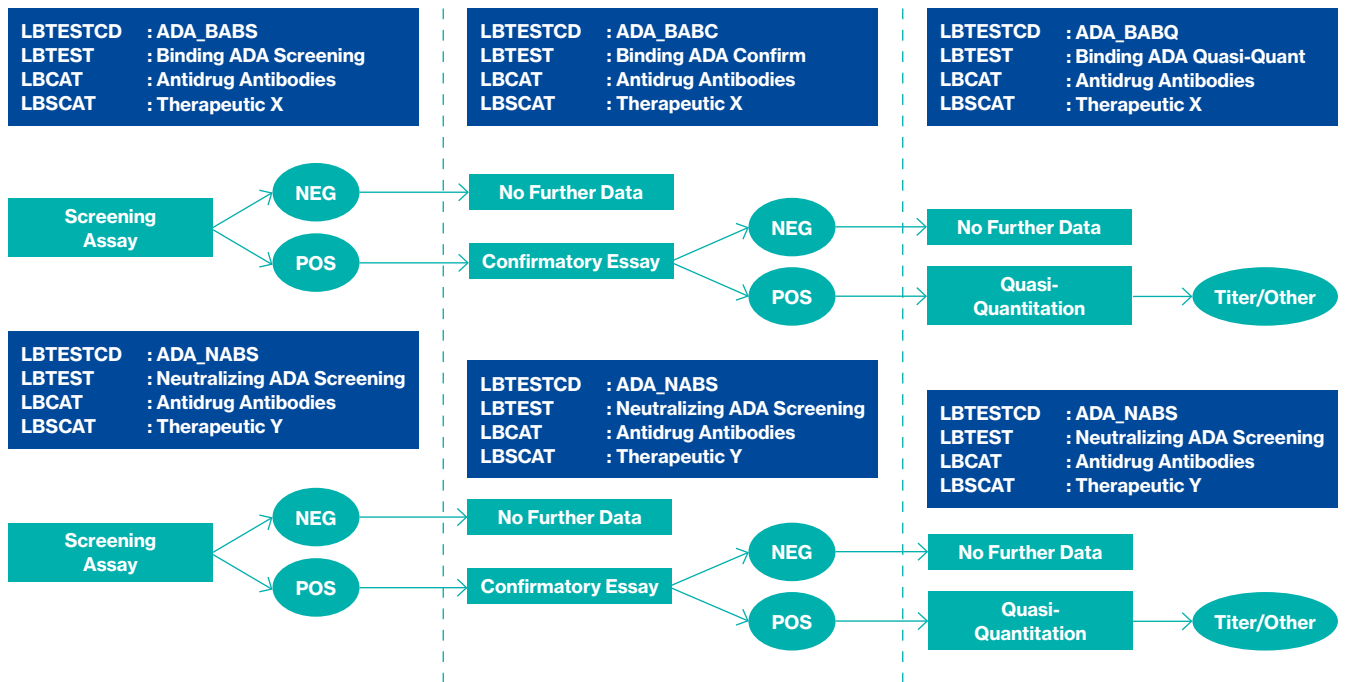 LBTESTCD : ADA_BABS
LBTEST : Binding ADA Screening
LBCAT : Antidrug Antibodies
LBSCAT : Therapeutic X
LBTESTCD : ADA_BABC
LBTEST : Binding ADA Confirm
LBCAT : Antidrug Antibodies
LBSCAT : Therapeutic X
LBTESTCD : ADA_BABQ
LBTEST : Binding ADA Quasi-Quant
LBCAT : Antidrug Antibodies
LBSCAT : Therapeutic X
Screening
Assay
NEG
POS
No Further Data
Confirmatory Essay
NEG
POS
No Further Data
Quasi-
Quantitation
Titer/Other
LBTESTCD : ADA_NABS
LBTEST : Neutralizing ADA Screening
LBCAT : Antidrug Antibodies
LBSCAT : Therapeutic Y
LBTESTCD : ADA_NABS
LBTEST : Neutralizing ADA Screening
LBCAT : Antidrug Antibodies
LBSCAT : Therapeutic Y
LBTESTCD : ADA_NABS
LBTEST : Neutralizing ADA Screening
LBCAT : Antidrug Antibodies
LBSCAT : Therapeutic Y
Screening
Assay
NEG
POS
No Further Data
Confirmatory Essay
NEG
POS
No Further Data
Quasi-
Quantitation
Titer/Other